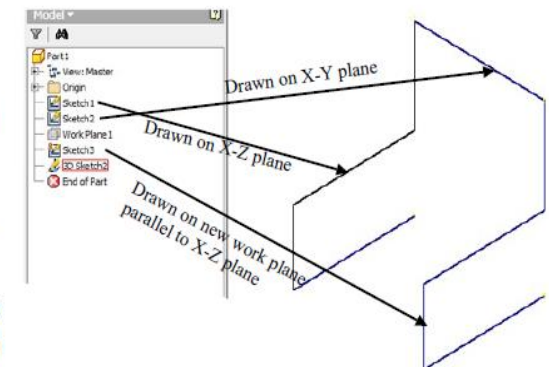 Model
Part1
View: Master
Origin
Sketch1
Sketch2
Work Plane1
Sketch3
3D Sketch2
End of Part
Drawn on X-Y plane
Drawn on X-Z plane
Drawn on new work plane
parallel to X-Z plane